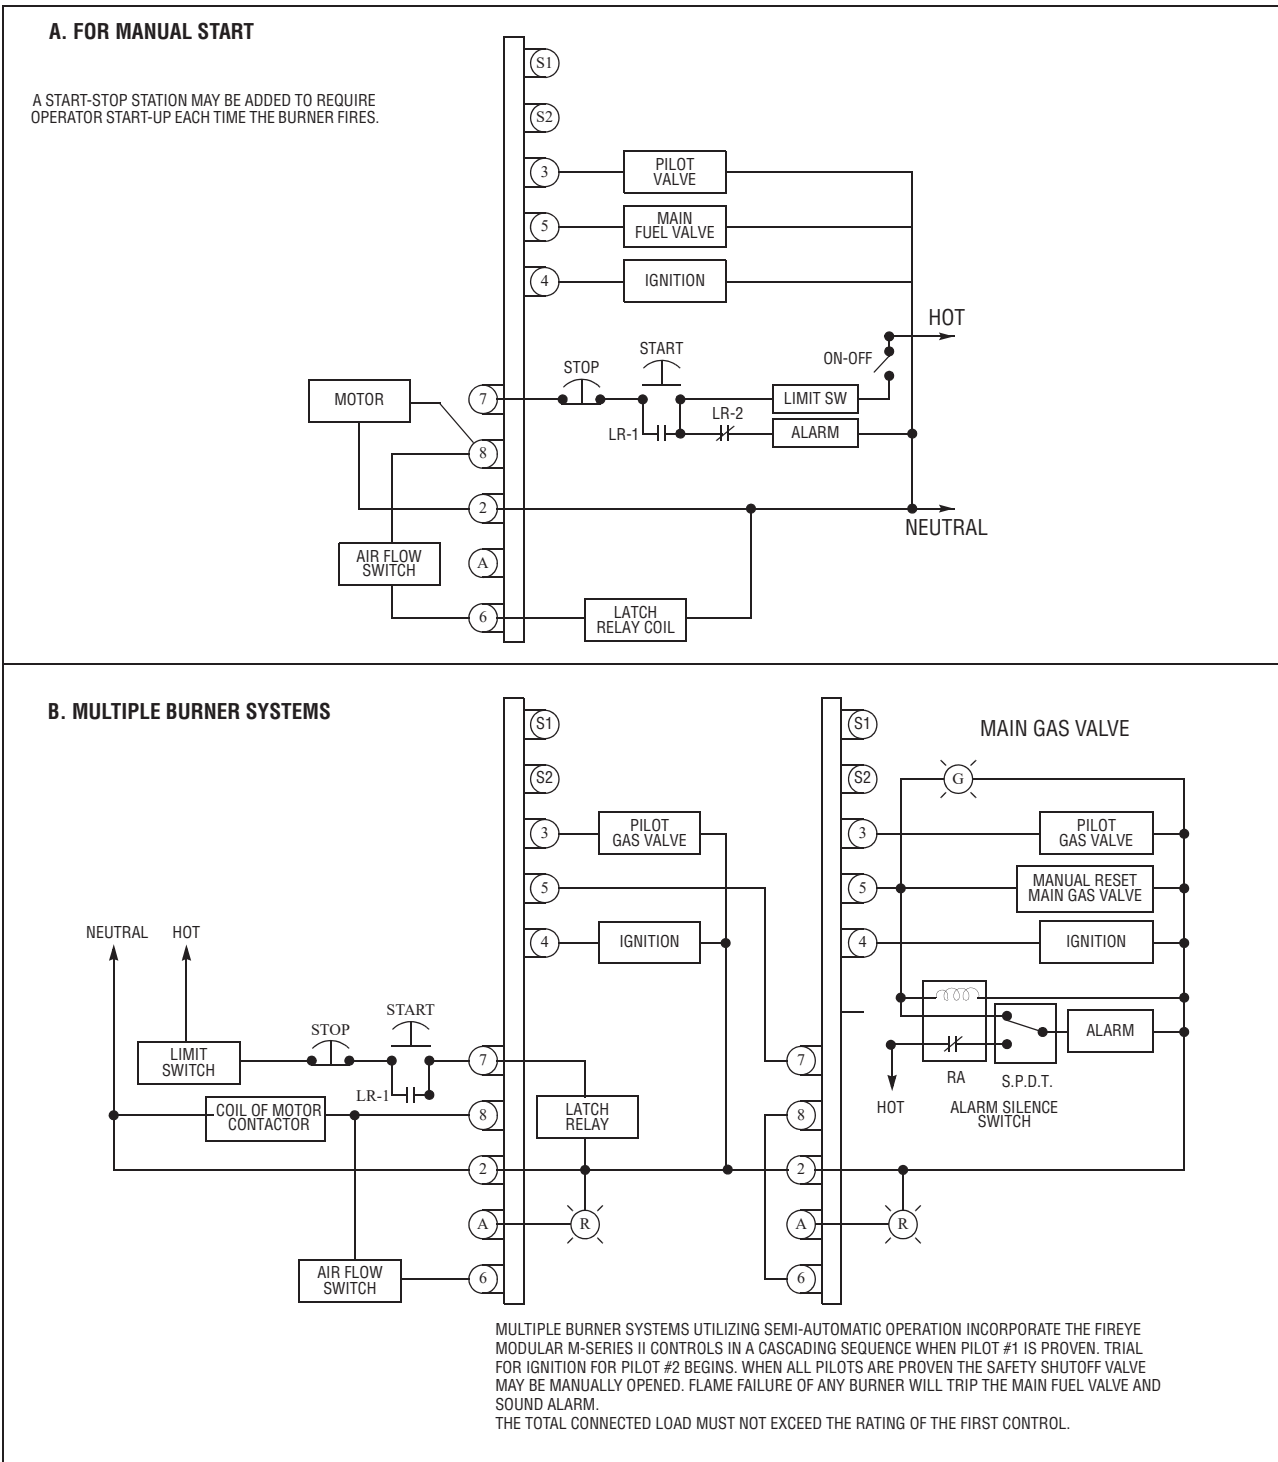 A. FOR MANUAL START
A START-STOP STATION MAY BE ADDED TO REQUIRE
OPERATOR START-UP EACH TIME THE BURNER FIRES.
S1
S2
3
PILOT
VALVE
5
MAIN
FUEL VALVE
4
IGNITION
HOT
ON-OFF
START
STOP
MOTOR
7
LIMIT SW
LR-2
LR-1
ALARM
8
2
NEUTRAL
AIR FLOW
SWITCH
A
6
LATCH
RELAY COIL
B. MULTIPLE BURNER SYSTEMS
S1
S1
MAIN GAS VALVE
S2
S2
G
3
PILOT
GAS VALVE
3
PILOT
GAS VALVE
5
5
MANUAL RESET
MAIN GAS VALVE
NEUTRAL
HOT
4
IGNITION
4
IGNITION
START
STOP
LIMIT
SWITCH
7
7
ALARM
LR-1
RA
S.P.D.T.
HOT
ALARM SILENCE
SWITCH
COIL OF MOTOR
CONTACTOR
8
LATCH
RELAY
8
2
2
A
R
A
R
AIR FLOW
SWITCH
6
6
MULTIPLE BURNER SYSTEMS UTILIZING SEMI-AUTOMATIC OPERATION INCORPORATE THE FIREYE
MODULAR M-SERIES II CONTROLS IN A CASCADING SEQUENCE WHEN PILOT #1 IS PROVEN. TRIAL
FOR IGNITION FOR PILOT #2 BEGINS. WHEN ALL PILOTS ARE PROVEN THE SAFETY SHUTOFF VALVE
MAY BE MANUALLY OPENED. FLAME FAILURE OF ANY BURNER WILL TRIP THE MAIN FUEL VALVE AND
SOUND ALARM.
THE TOTAL CONNECTED LOAD MUST NOT EXCEED THE RATING OF THE FIRST CONTROL.